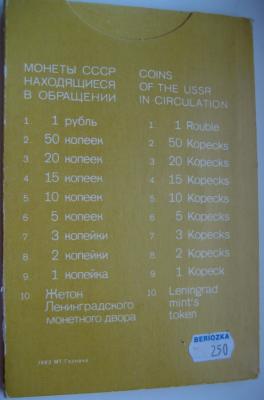 МОНЕТЫ СССР
НАХОДЯЩИЕСЯ
В ОБРАЩЕНИИ
1 1 рубль
2 50 копеек
3 20 копеек
4 15 копеек
5 10 копеек
6 5 копеек
7 3 копейки
8 2 копейки
9 1 копейка
10 Жетон
Ленинградского
монетного двора
COINS
OF THE USSR
IN CIRCULATION
1 1 Rouble
2 50 Kopecks
3 20 Kopecks
4 15 Kopecks
5 10 Kopecks
6 5 Kopecks
7 3 Kopecks
8 2 Kopecks
9 1 Kopeck
10 Leningrad
mint's
token
BERIOZKA
250
МТ Гознака